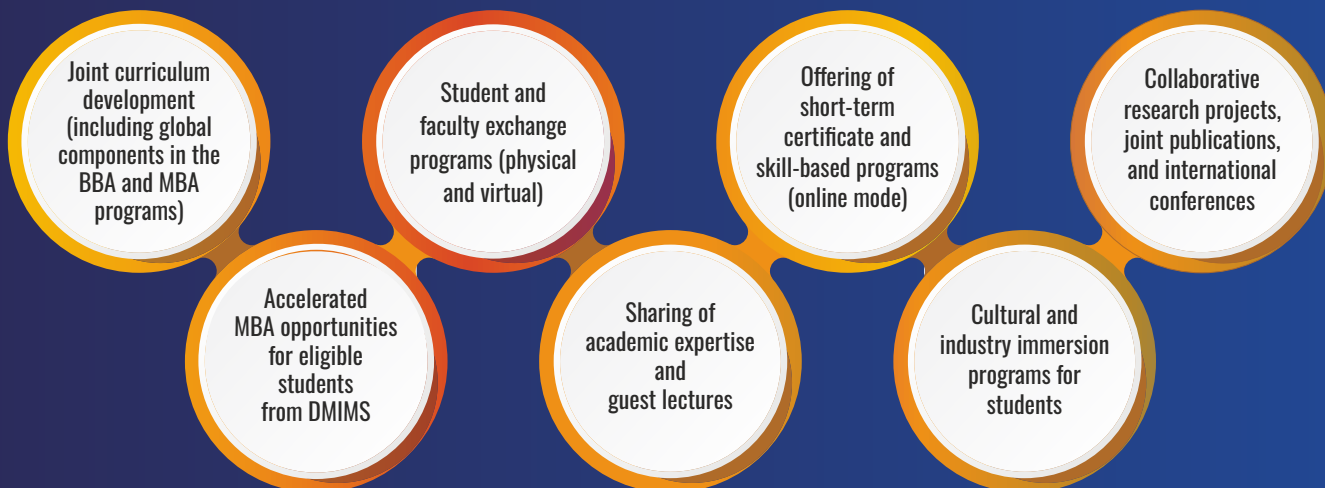 Joint curriculum
development
(including global
components in the
BBA and MBA
programs)
Accelerated
MBA opportunities
for eligible
students
from DMIMS
Student and
faculty exchange
programs (physical
and virtual)
Sharing of
academic expertise
and
guest lectures
Offering of
short-term
certificate and
skill-based programs
(online mode)
Cultural and
industry immersion
programs for
students
Collaborative
research projects,
joint publications,
and international
conferences